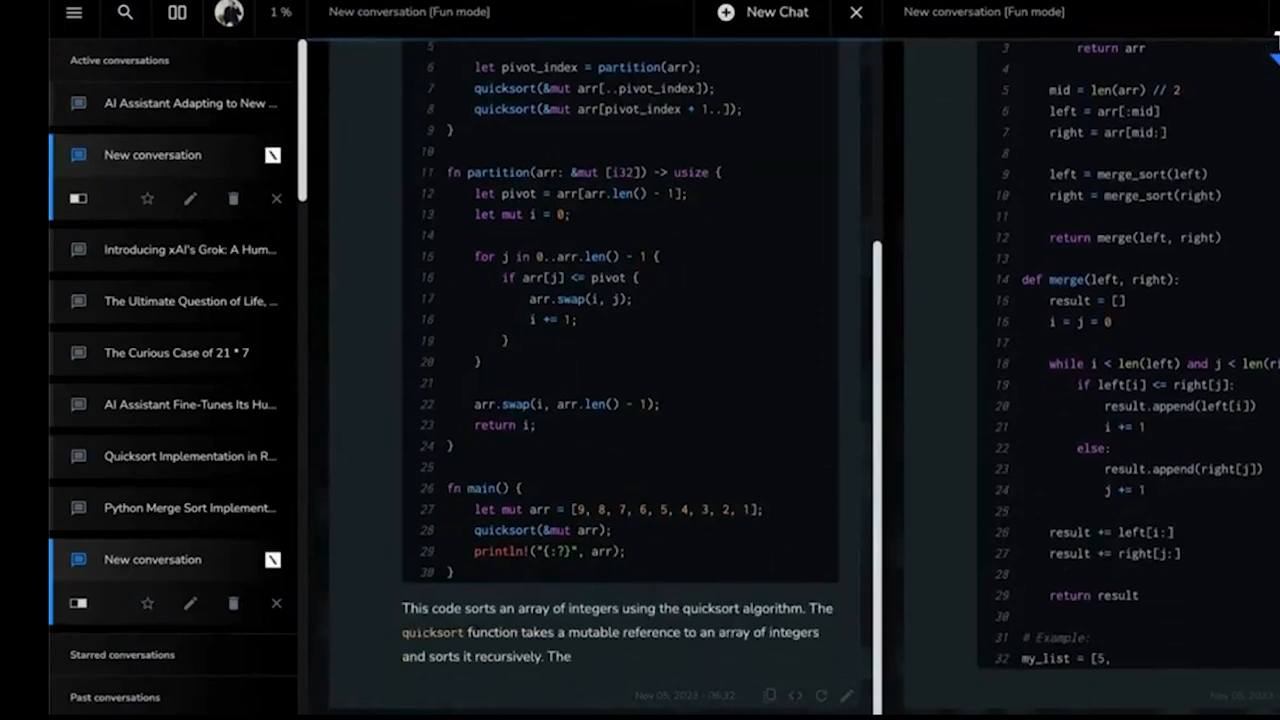 1 %
New conversation [Fun mode]
New Chat
New conversation [Fun mode]
Active conversations
AI Assistant Adapting to New ...
New conversation
Introducing xAI's Grok: A Hum...
The Ultimate Question of Life, ...
The Curious Case of 21 * 7
AI Assistant Fine-Tunes Its Hu...
Quicksort Implementation in R...
Python Merge Sort Implement...
New conversation
Starred conversations
Past conversations
5
6 let pivot_index = partition(arr);
7 quicksort(&mut arr[..pivot_index]);
8 quicksort(&mut arr[pivot_index + 1..]);
9 }
10
11 fn partition(arr: &mut [i32]) -> usize {
12 let pivot = arr[arr.len() - 1];
13 let mut i = 0;
14
15 for j in 0..arr.len() - 1 {
16 if arr[j] <= pivot {
17 arr.swap(i, j);
18 i += 1;
19 }
20 }
21
22 arr.swap(i, arr.len() - 1);
23 return i;
24 }
25
26 fn main() {
27 let mut arr = [9, 8, 7, 6, 5, 4, 3, 2, 1];
28 quicksort(&mut arr);
29 println!("{:?}", arr);
30 }
This code sorts an array of integers using the quicksort algorithm. The
quicksort function takes a mutable reference to an array of integers
and sorts it recursively. The
Nov 05, 2023 - 06:32
3 return arr
4
5 mid = len(arr) // 2
6 left = arr[:mid]
7 right = arr[mid:]
8
9 left = merge_sort(left)
10 right = merge_sort(right)
11
12 return merge(left, right)
13
14 def merge(left, right):
15 result = []
16 i = j = 0
17
18 while i < len(left) and j < len(ri
19 if left[i] <= right[j]:
20 result.append(left[i])
21 i += 1
22 else:
23 result.append(right[j])
24 j += 1
25
26 result += left[i:]
27 result += right[j:]
28
29 return result
30
31 # Example:
32 my_list = [5,
Nov 05, 2023